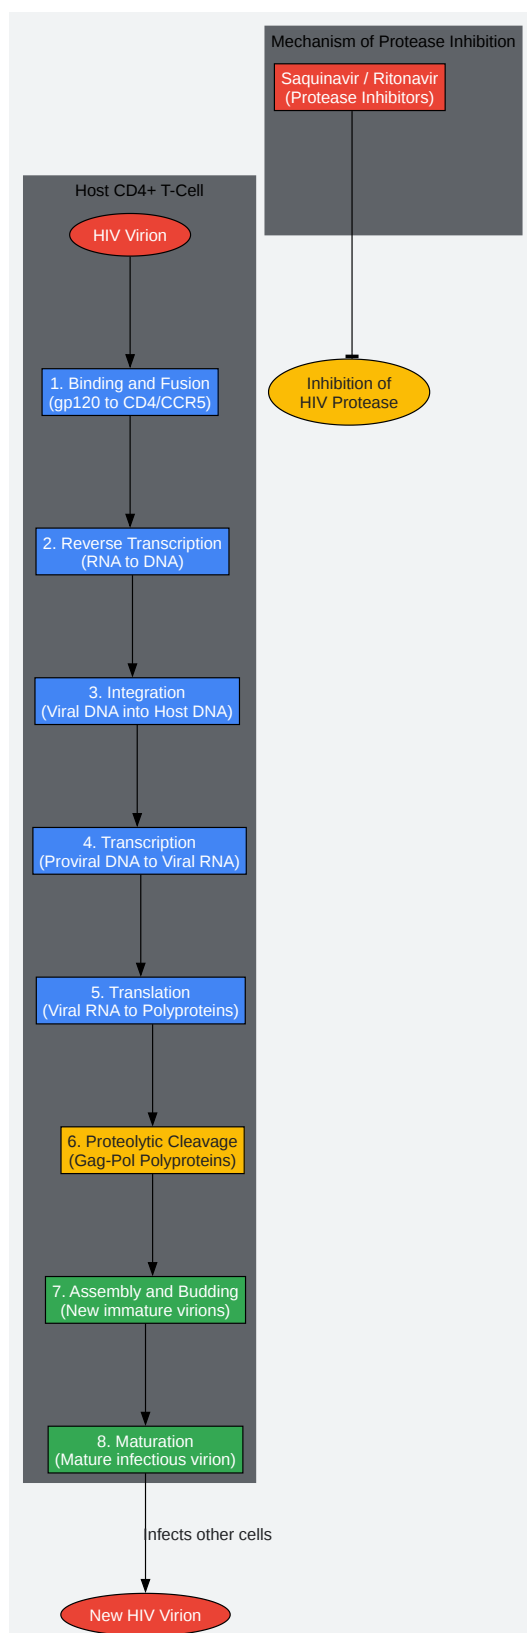 Mechanism of Protease Inhibition
Saquinavir / Ritonavir
(Protease Inhibitors)
Host CD4+ T-Cell
HIV Virion
1. Binding and Fusion
(gp120 to CD4/CCR5)
Inhibition of
HIV Protease
2. Reverse Transcription
(RNA to DNA)
3. Integration
(Viral DNA into Host DNA)
4. Transcription
(Proviral DNA to Viral RNA)
5. Translation
(Viral RNA to Polyproteins)
6. Proteolytic Cleavage
(Gag-Pol Polyproteins)
7. Assembly and Budding
(New immature virions)
8. Maturation
(Mature infectious virion)
Infects other cells
New HIV Virion